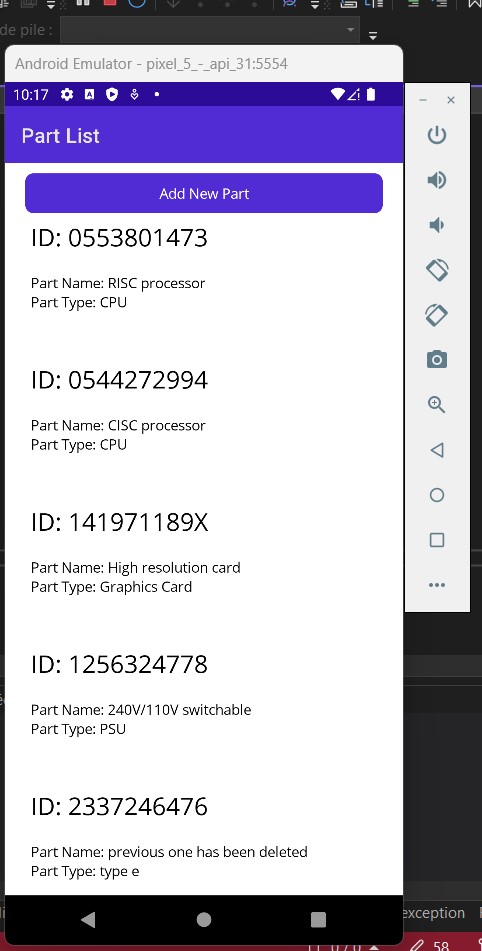 de pile :
Android Emulator - pixel_5_-_api_31:5554
10:17
Part List
Add New Part
ID: 0553801473
Part Name: RISC processor
Part Type: CPU
ID: 0544272994
Part Name: CISC processor
Part Type: CPU
ID: 141971189X
Part Name: High resolution card
Part Type: Graphics Card
ID: 1256324778
Part Name: 240V/110V switchable
Part Type: PSU
ID: 2337246476
Part Name: previous one has been deleted
Part Type: type e
exception
58